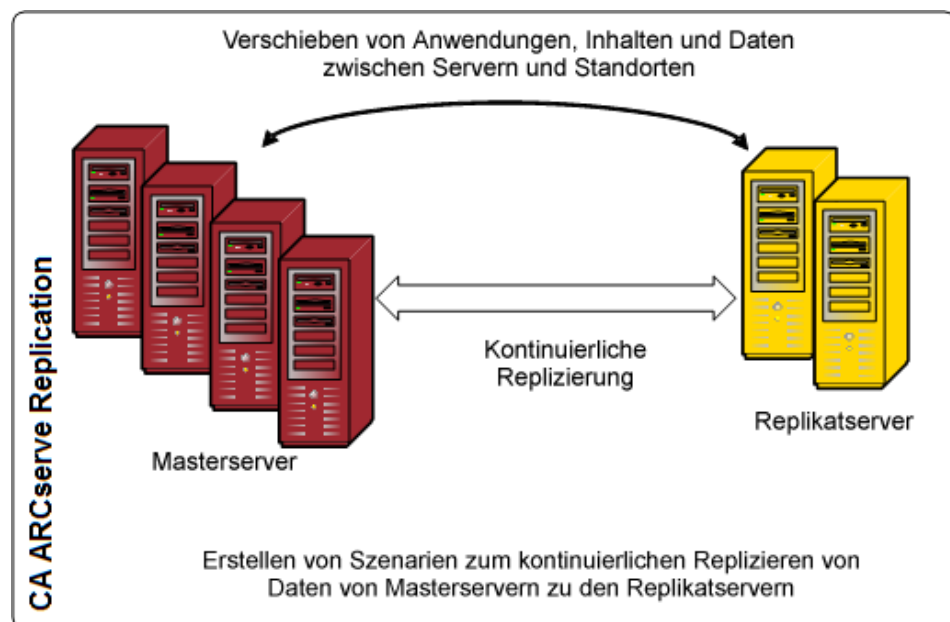 Verschieben von Anwendungen, Inhalten und Daten
zwischen Servern und Standorten
Kontinuierliche
Replizierung
Masterserver
Replikatserver
CA ARCserve Replication
Erstellen von Szenarien zum kontinuierlichen Replizieren von
Daten von Masterservern zu den Replikatservern